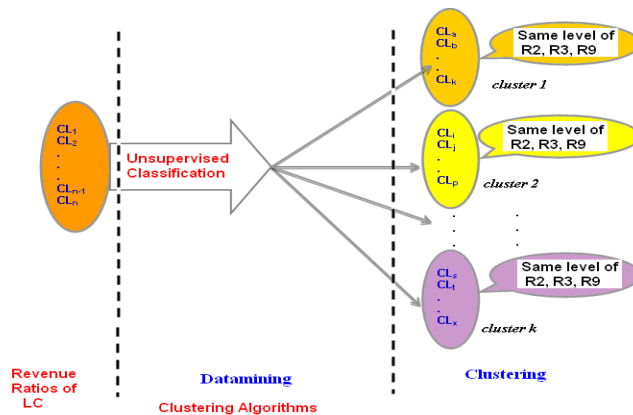 CL1
CL2
.
.
.
CLn-1
CLn
Unsupervised
Classification
CLa
CLb
.
.
CLk
Same level of
R2, R3, R9
cluster 1
CLi
CLj
.
.
CLp
Same level of
R2, R3, R9
cluster 2
CLs
CLt
.
.
CLx
Same level of
R2, R3, R9
cluster k
Revenue
Ratios of
LC
Datamining
Clustering Algorithms
Clustering